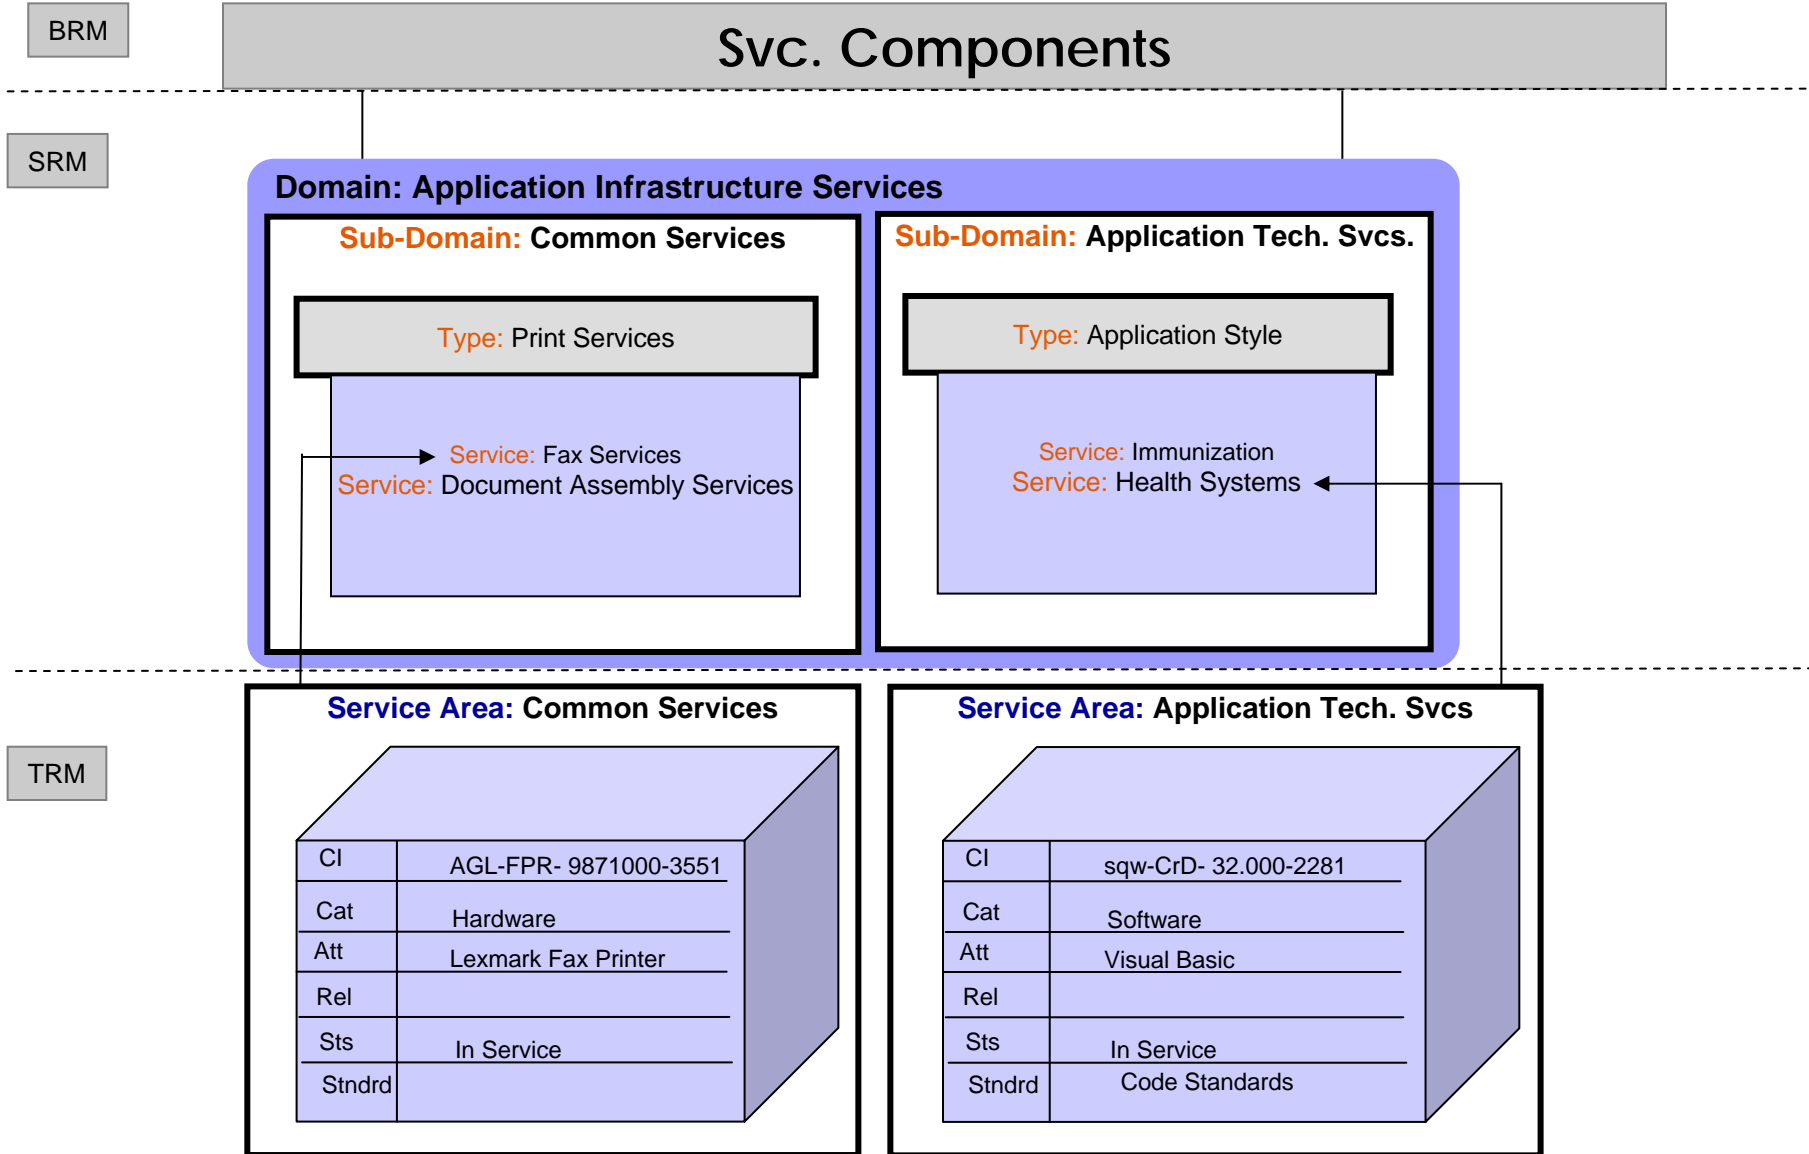 BRM
Svc. Components
SRM
Domain: Application Infrastructure Services
Sub-Domain: Common Services
Type: Print Services
Service: Fax Services
Service: Document Assembly Services
Sub-Domain: Application Tech. Svcs.
Type: Application Style
Service: Immunization
Service: Health Systems
TRM
Service Area: Common Services
CI AGL-FPR- 9871000-3551
Cat Hardware
Att Lexmark Fax Printer
Rel
Sts In Service
Stndrd
Service Area: Application Tech. Svcs
CI sqw-CrD- 32.000-2281
Cat Software
Att Visual Basic
Rel
Sts In Service
Stndrd Code Standards